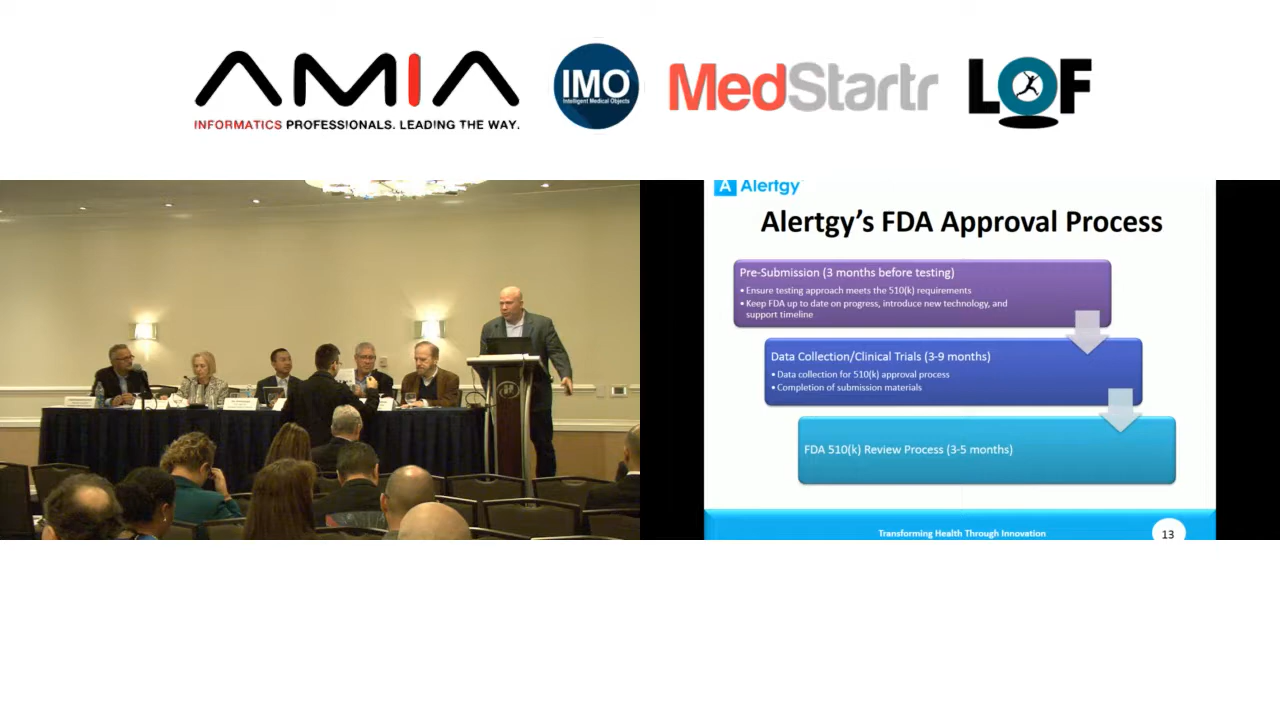 AMIA
INFORMATICS PROFESSIONALS. LEADING THE WAY.
IMO
Intelligent Medical Objects
MedStartr
LOF
A Alertgy
Alertgy's FDA Approval Process
Pre-Submission (3 months before testing)
• Ensure testing approach meets the 510(k) requirements
• Keep FDA up to date on progress, introduce new technology, and
support timeline
Data Collection/Clinical Trials (3-9 months)
• Data collection for 510(k) approval process
• Completion of submission materials
FDA 510(k) Review Process (3-5 months)
Transforming Health Through Innovation
13